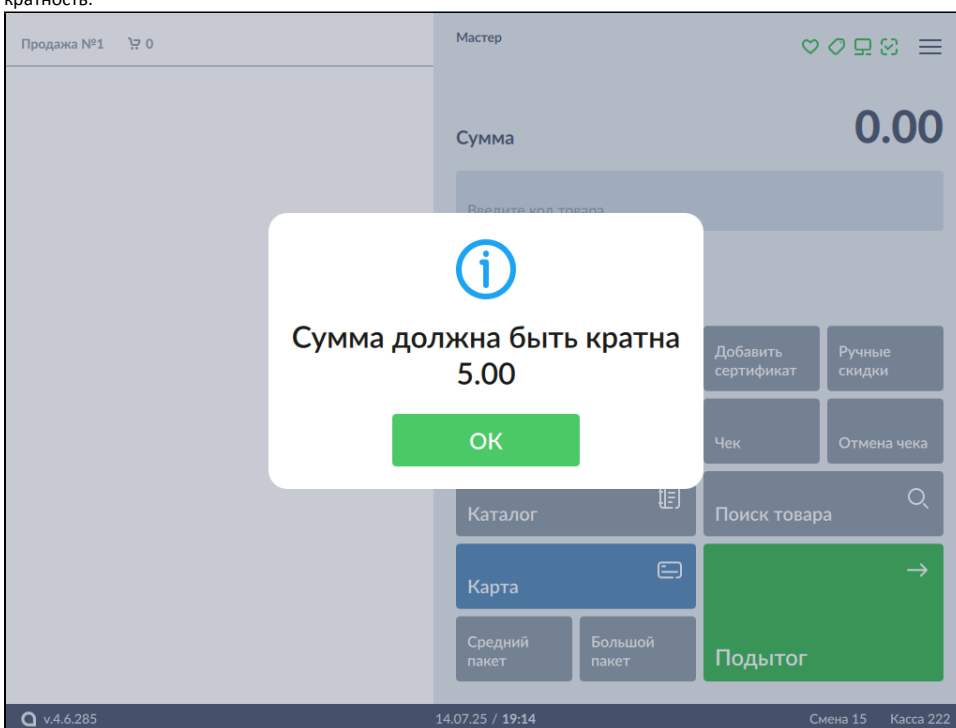 кратность.
Продажа №1 0
Мастер
Сумма
0.00
Введите код товара
Сумма должна быть кратна
5.00
ОК
Добавить
сертификат
Ручные
скидки
Чек
Отмена чека
Каталог
Поиск товара
Карта
Средний
пакет
Большой
пакет
Подытог
v.4.6.285
14.07.25 / 19:14
Смена 15 Касса 222